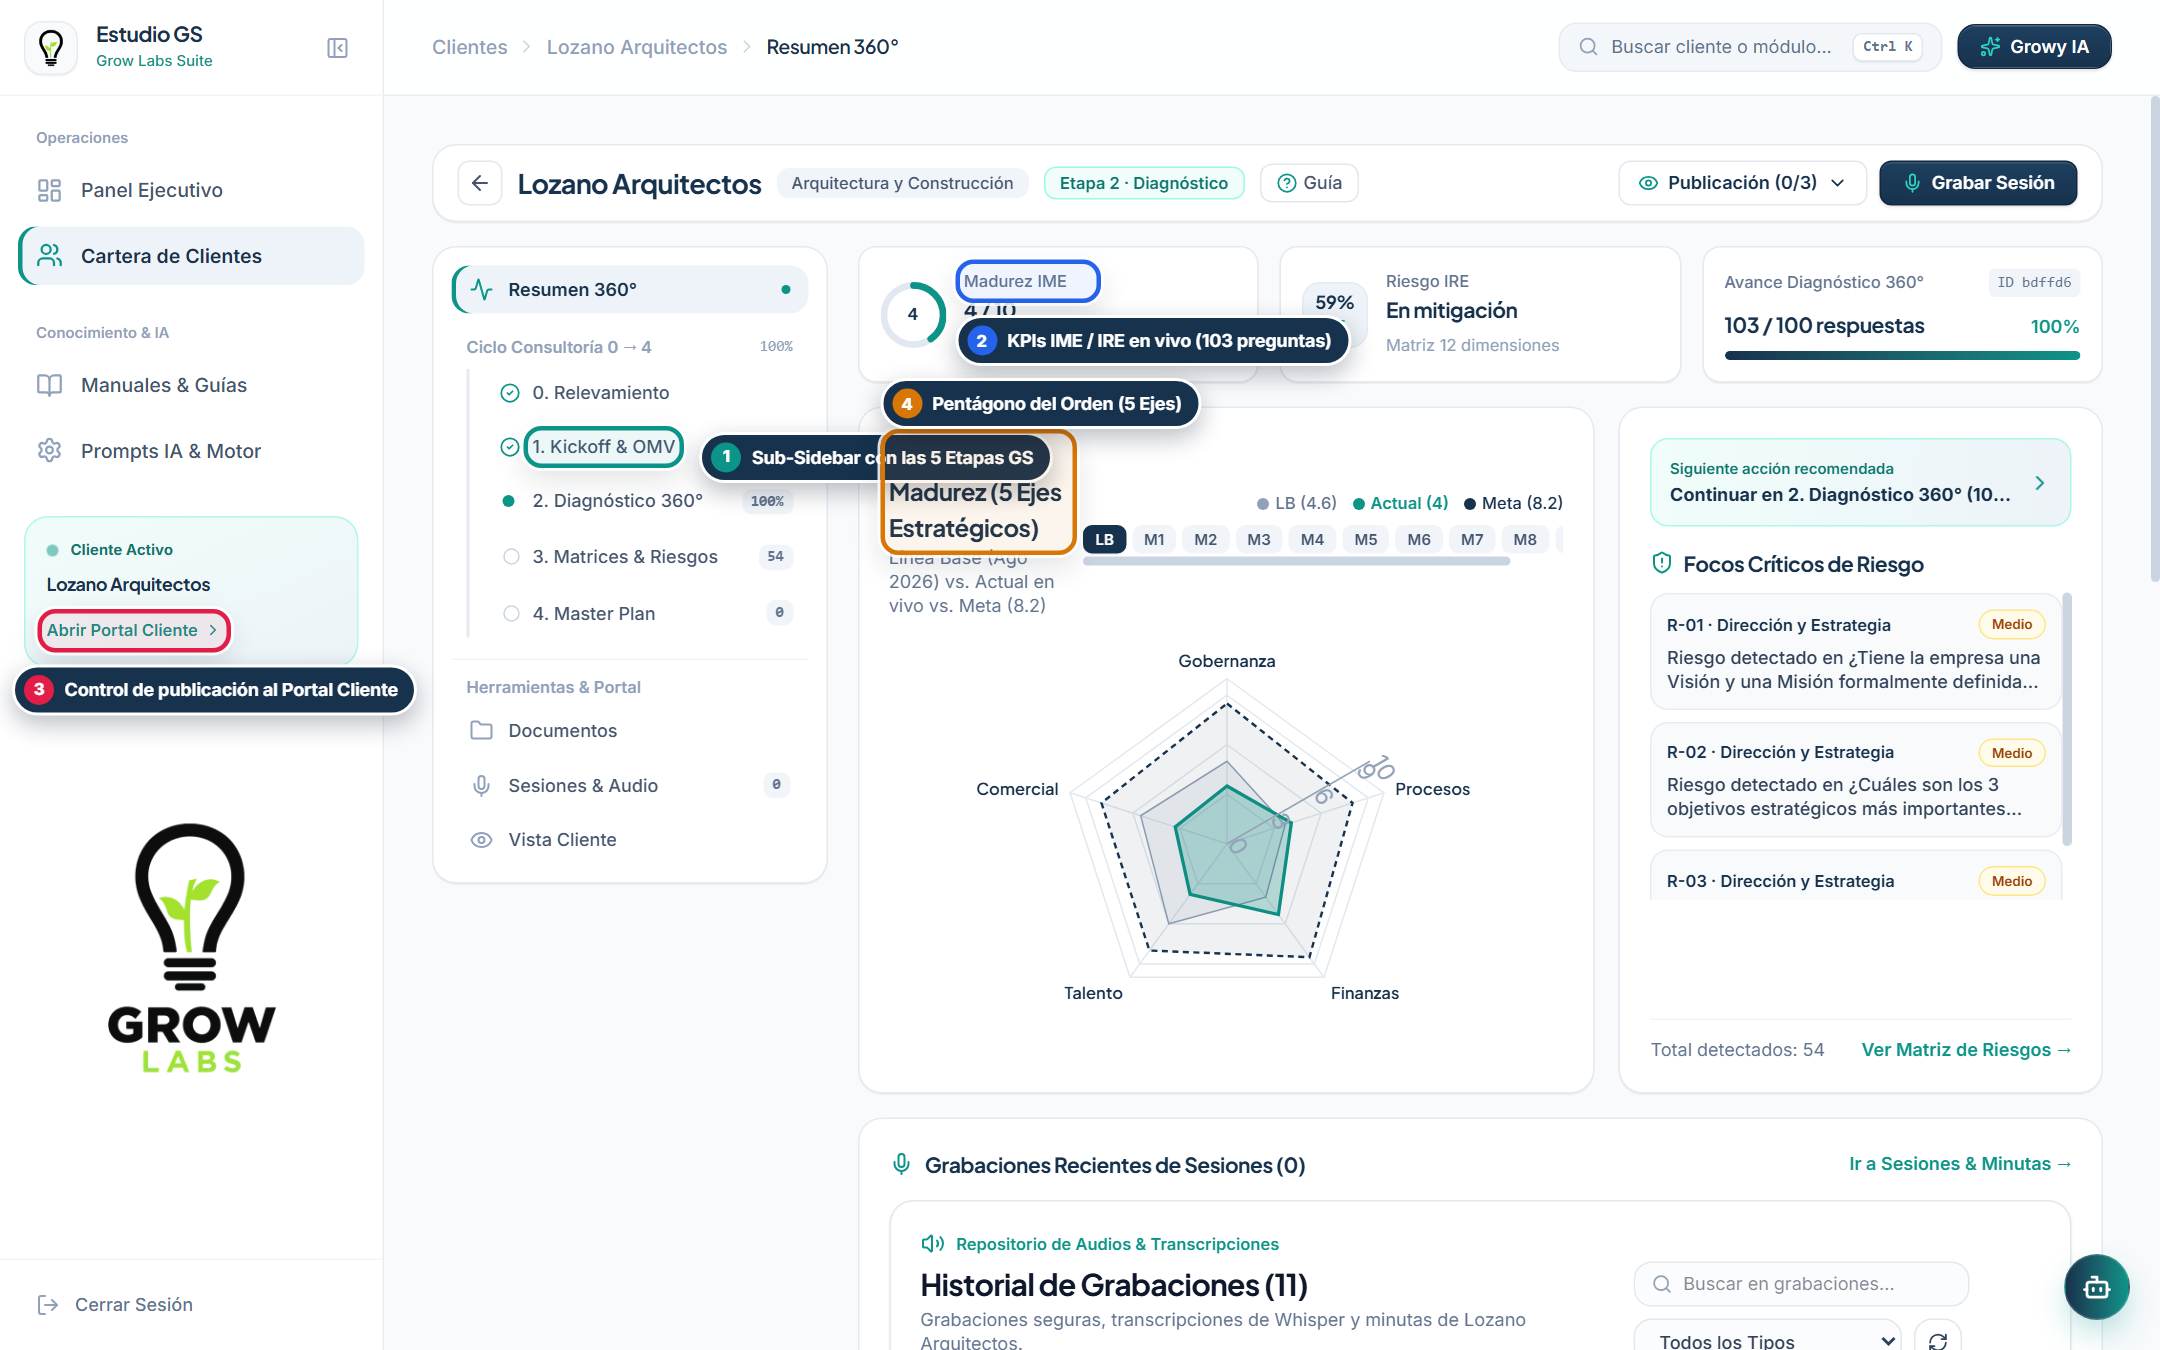 Estudio GS
Grow Labs Suite
Clientes
Lozano Arquitectos
Resumen 360°
Buscar cliente o módulo...
Ctrl K
Growy IA
Operaciones
Panel Ejecutivo
Cartera de Clientes
Conocimiento & IA
Manuales & Guías
Prompts IA & Motor
Cliente Activo
Lozano Arquitectos
Abrir Portal Cliente
3 Control de publicación al Portal Cliente
GROW
LABS
Cerrar Sesión
Lozano Arquitectos
Arquitectura y Construcción
Etapa 2 · Diagnóstico
Guía
Publicación (0/3)
Grabar Sesión
Resumen 360°
Ciclo Consultoría 0 → 4
100%
0. Relevamiento
1. Kickoff & OMV
1 Sub-Sidebar con las 5 Etapas GS
2. Diagnóstico 360°
100%
3. Matrices & Riesgos
54
4. Master Plan
0
Herramientas & Portal
Documentos
Sesiones & Audio
0
Vista Cliente
4
Madurez IME
4 / 10
2 KPIs IME / IRE en vivo (103 preguntas)
59%
Riesgo IRE
En mitigación
Matriz 12 dimensiones
Avance Diagnóstico 360°
ID bdffd6
103 / 100 respuestas
100%
4 Pentágono del Orden (5 Ejes)
Madurez (5 Ejes
Estratégicos)
Línea Base (Ago
2026) vs. Actual en
vivo vs. Meta (8.2)
LB (4.6)
Actual (4)
Meta (8.2)
LB
M1
M2
M3
M4
M5
M6
M7
M8
Gobernanza
Procesos
Finanzas
Talento
Comercial
0
Siguiente acción recomendada
Continuar en 2. Diagnóstico 360° (10...
Focos Críticos de Riesgo
R-01 · Dirección y Estrategia
Medio
Riesgo detectado en ¿Tiene la empresa una
Visión y una Misión formalmente definida...
R-02 · Dirección y Estrategia
Medio
Riesgo detectado en ¿Cuáles son los 3
objetivos estratégicos más importantes...
R-03 · Dirección y Estrategia
Medio
Total detectados: 54
Ver Matriz de Riesgos →
Grabaciones Recientes de Sesiones (0)
Ir a Sesiones & Minutas →
Repositorio de Audios & Transcripciones
Historial de Grabaciones (11)
Grabaciones seguras, transcripciones de Whisper y minutas de Lozano
Arquitectos.
Buscar en grabaciones...
Todos los Tipos